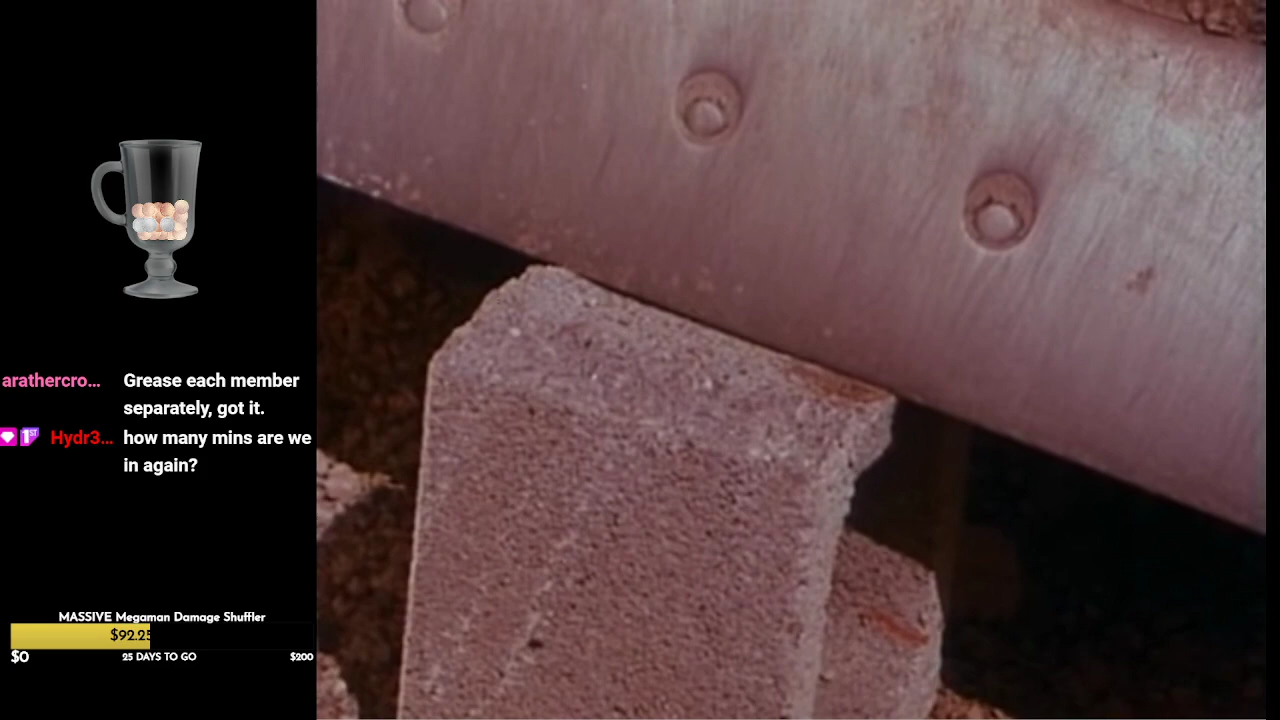 arathercro... Grease each member
separately, got it.
1ST Hydr3... how many mins are we
in again?
MASSIVE Megaman Damage Shuffler
$92.25
$0 25 DAYS TO GO $200